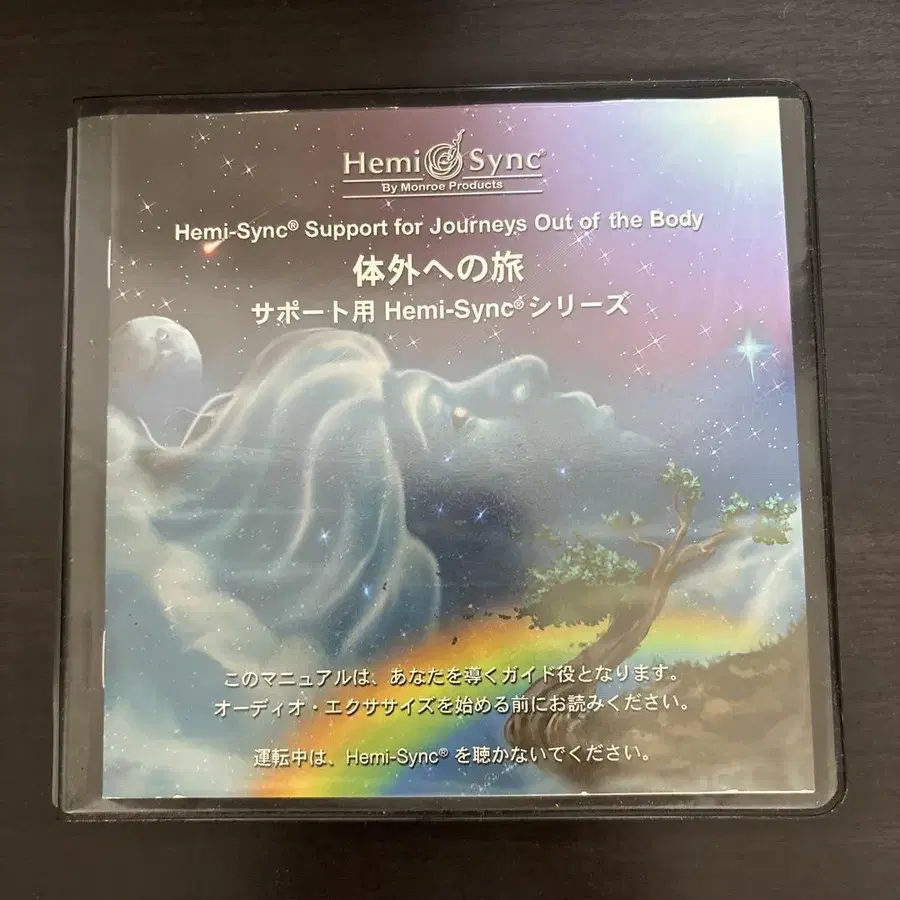 Hemi Sync®
By Monroe Products
Hemi-Sync® Support for Journeys Out of the Body
体外への旅
サポート用 Hemi-Sync® シリーズ
このマニュアルは、あなたを導くガイド役となります。
オーディオ・エクササイズを始める前にお読みください。
運転中は、Hemi-Sync® を聴かないでください。